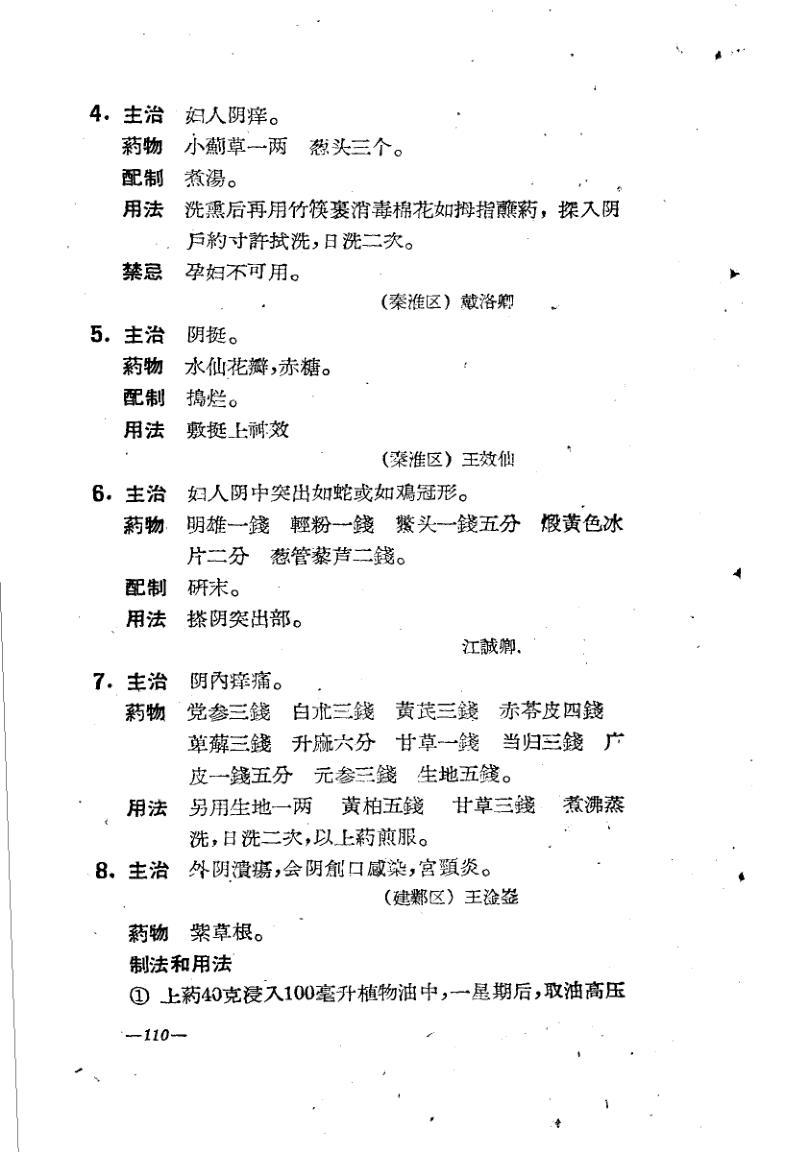 4. 主治 妇人阴痒。
葯物 小薊草一两 葱头三个。
配制 煮湯。
用法 洗熏后再用竹筷裹消毒棉花如拇指蘸葯，探入阴
戶約寸許拭洗，日洗二次。
禁忌 孕妇不可用。
(秦淮区) 戴洛卿
5. 主治 阴挺。
葯物 水仙花瓣，赤糖。
配制 搗烂。
用法 敷挺上神效
(秦淮区) 王效仙
6. 主治 妇人阴中突出如蛇或如鳮冠形。
葯物 明雄一錢 輕粉一錢 鱉头一錢五分 煅黃色冰
片二分 葱管藜芦二錢。
配制 研末。
用法 搽阴突出部。
江誠卿.
7. 主治 阴內痒痛。
葯物 党参三錢 白朮三錢 黃芪三錢 赤苓皮四錢
萆薢三錢 升麻六分 甘草一錢 当归三錢 广
皮一錢五分 元参三錢 生地五錢。
用法 另用生地一两 黃柏五錢 甘草三錢 煮沸蒸
洗，日洗二次，以上葯煎服。
8. 主治 外阴潰瘍，会阴創口感染，宮頸炎。
(建鄴区) 王淦
葯物 紫草根。
制法和用法
① 上葯40克浸入100毫升植物油中，一星期后，取油高压
—110—